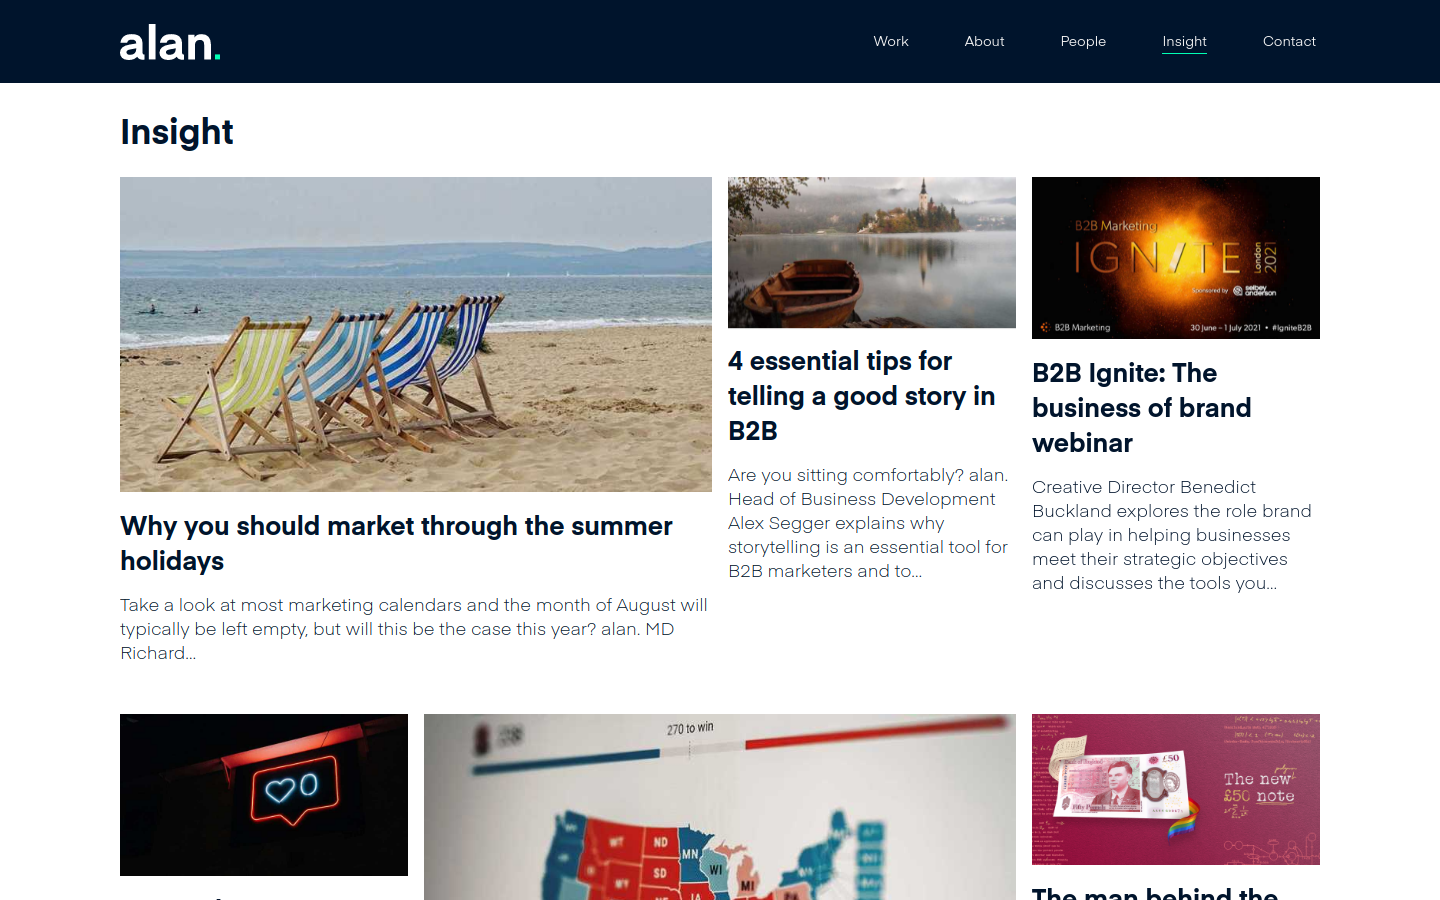 alan.
Work
About
People
Insight
Contact
Insight
Why you should market through the summer
holidays
Take a look at most marketing calendars and the month of August will
typically be left empty, but will this be the case this year? alan. MD
Richard...
4 essential tips for
telling a good story in
B2B
Are you sitting comfortably? alan.
Head of Business Development
Alex Segger explains why
storytelling is an essential tool for
B2B marketers and to...
B2B Marketing
IGNITE
London
2021
Sponsored by selbey anderson
B2B Marketing
30 June – 1 July 2021 • #IgniteB2B
B2B Ignite: The
business of brand
webinar
Creative Director Benedict
Buckland explores the role brand
can play in helping businesses
meet their strategic objectives
and discusses the tools you...
0
270 to win
ND
MN
SD
WI
WY
MI
IA
£50
Fifty Pounds
The new
polymer
£50 note
The man behind the